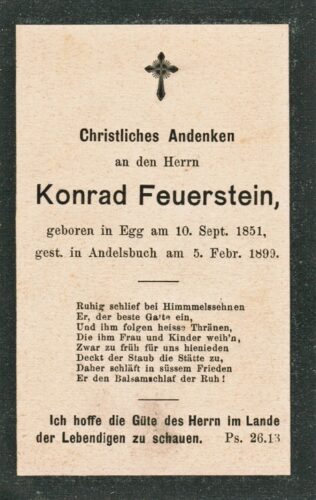 Christliches Andenken
an den Herrn
Konrad Feuerstein,
geboren in Egg am 10. Sept. 1851,
gest. in Andelsbuch am 5. Febr. 1899.
Ruhig schlief bei Himmmelssehnen
Er, der beste Gatte ein,
Und ihm folgen heisse Thränen,
Die ihm Frau und Kinder weih'n,
Zwar zu früh für uns hienieden
Deckt der Staub die Stätte zu,
Daher schläft in süssem Frieden
Er den Balsamschlaf der Ruh!
Ich hoffe die Güte des Herrn im Lande
der Lebendigen zu schauen. Ps. 26.13